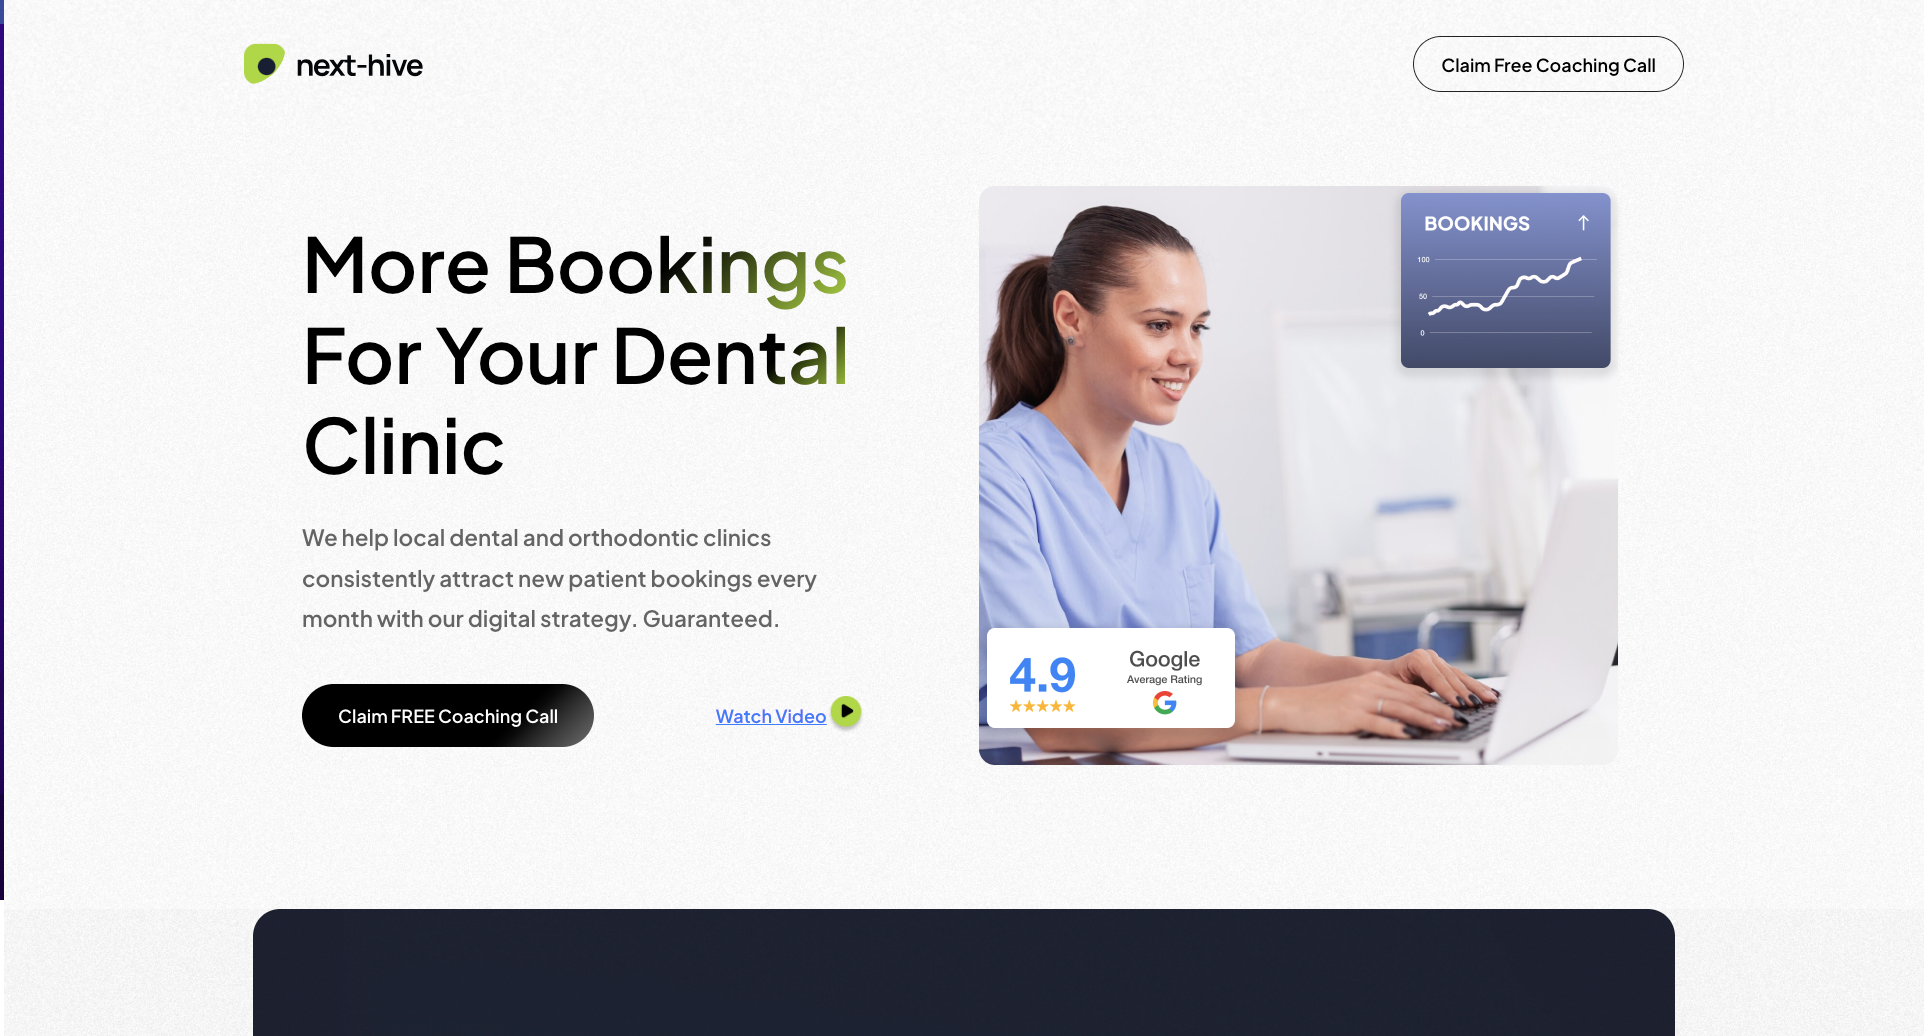 next-hive
Claim Free Coaching Call
More Bookings
For Your Dental
Clinic
We help local dental and orthodontic clinics
consistently attract new patient bookings every
month with our digital strategy. Guaranteed.
Claim FREE Coaching Call
Watch Video
BOOKINGS
100
50
0
4.9
Google
Average Rating